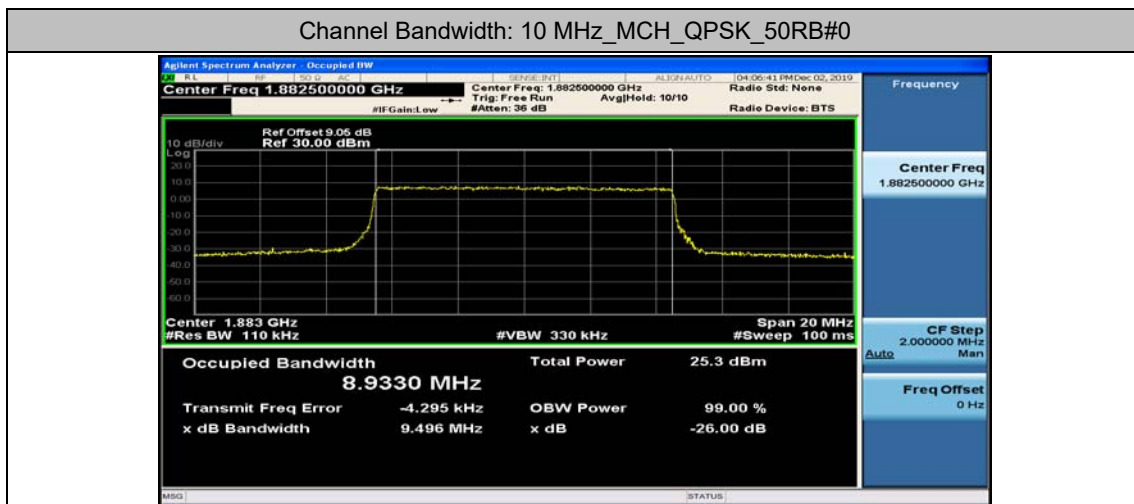 Channel Bandwidth: 10 MHz_MCH_QPSK_50RB#0
Agilent Spectrum Analyzer - Occupied BW
RL RF 50 Ω AC SENSE:INT ALIGN AUTO 04:06:41 PM Dec 02, 2019
Center Freq 1.882500000 GHz Center Freq: 1.882500000 GHz Radio Std: None
Trig: Free Run Avg|Hold: 10/10
#IFGain:Low #Atten: 36 dB Radio Device: BTS
Frequency
Ref Offset 9.05 dB
10 dB/div Ref 30.00 dBm
Log
20.0
10.0
0.00
-10.0
-20.0
-30.0
-40.0
-50.0
-60.0
Center Freq
1.882500000 GHz
Center 1.883 GHz Span 20 MHz
#Res BW 110 kHz #VBW 330 kHz #Sweep 100 ms
CF Step
2.000000 MHz
Auto Man
Occupied Bandwidth Total Power 25.3 dBm
8.9330 MHz
Transmit Freq Error -4.295 kHz OBW Power 99.00 %
x dB Bandwidth 9.496 MHz x dB -26.00 dB
Freq Offset
0 Hz
MSG STATUS